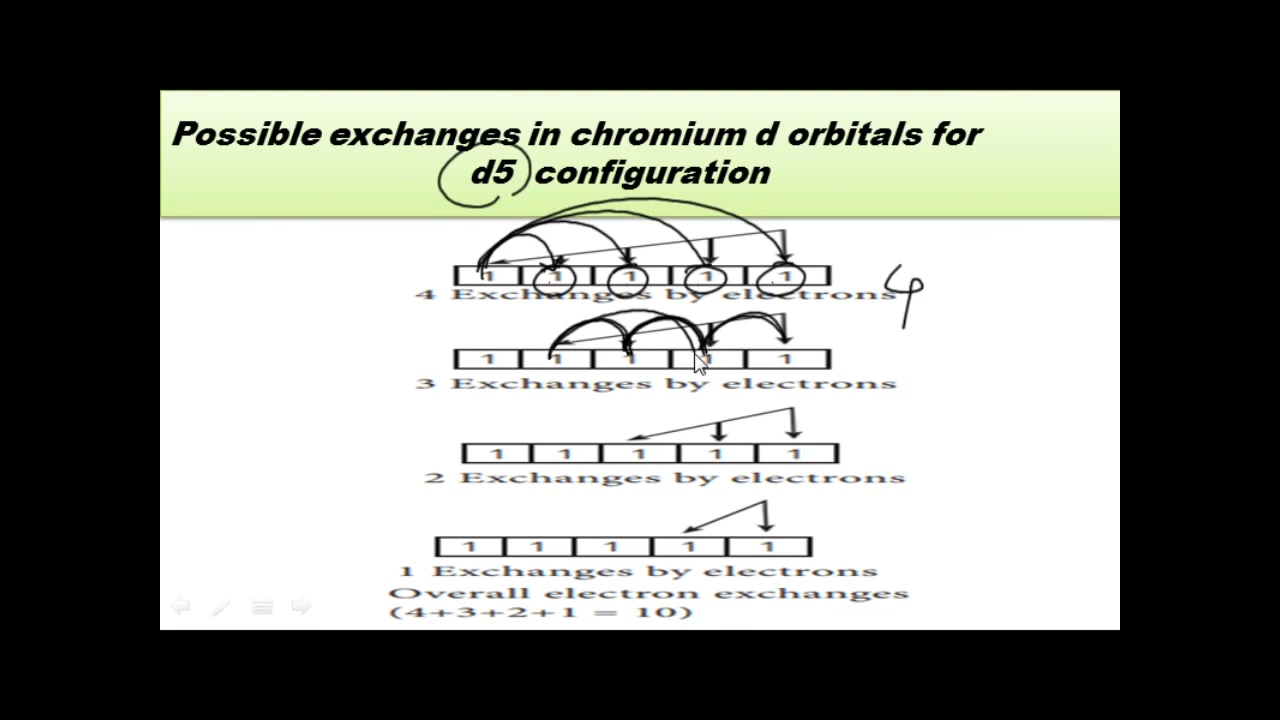 Possible exchanges in chromium d orbitals for
d5 configuration
1 1 1 1 1
4 Exchanges by electrons
4
1 1 1 1 1
3 Exchanges by electrons
1 1 1 1 1
2 Exchanges by electrons
1 1 1 1 1
1 Exchanges by electrons
Overall electron exchanges
(4+3+2+1 = 10)